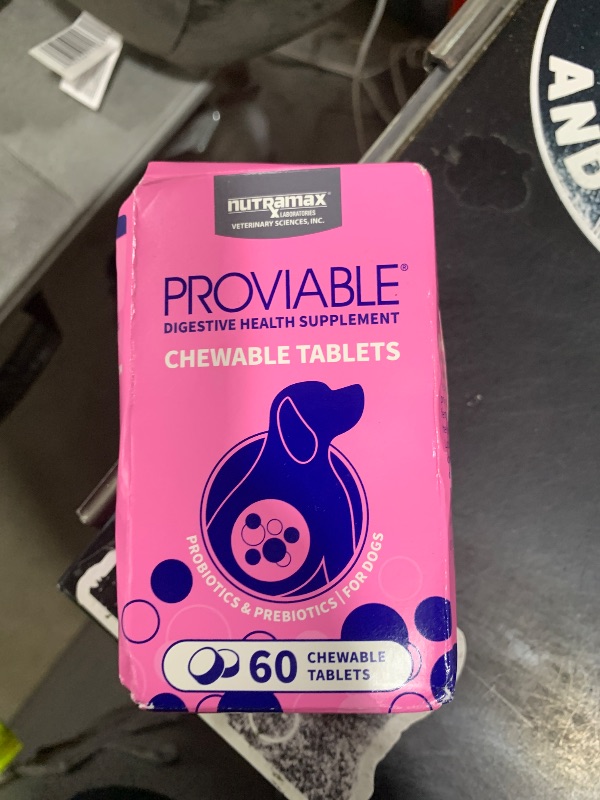 AND
nutRamax®
LABORATORIES
VETERINARY SCIENCES, INC.
PROVIABLE®
DIGESTIVE HEALTH SUPPLEMENT
CHEWABLE TABLETS
PROBIOTICS & PREBIOTICS | FOR DOGS
60 CHEWABLE
TABLETS